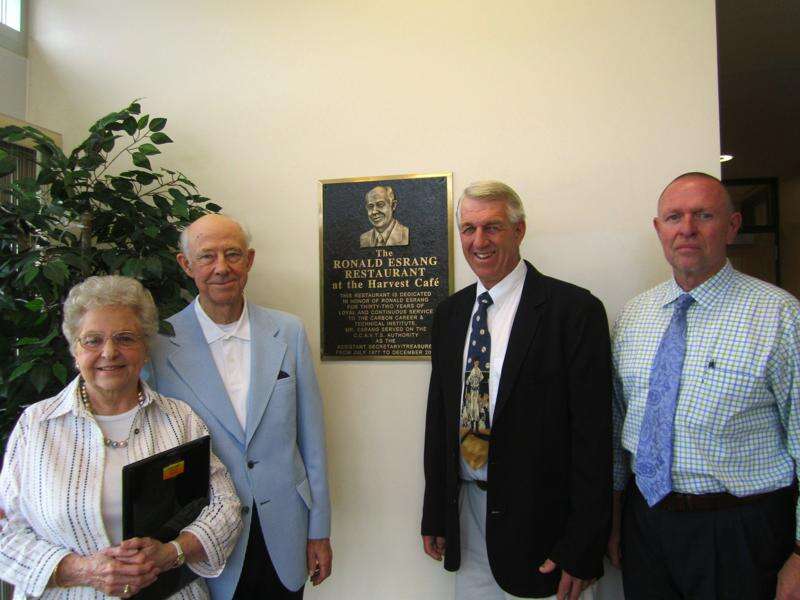 The
RONALD ESRANG
RESTAURANT
at the Harvest Café
THIS RESTAURANT IS DEDICATED
IN HONOR OF RONALD ESRANG
FOR THIRTY-TWO YEARS OF
LOYAL AND CONTINUOUS SERVICE
TO THE CARBON CAREER &
TECHNICAL INSTITUTE.
MR. ESRANG SERVED ON THE
C.C.A.V.T.S. AUTHORITY
AS THE
ASSISTANT SECRETARY/TREASURER
FROM JULY 1977 TO DECEMBER